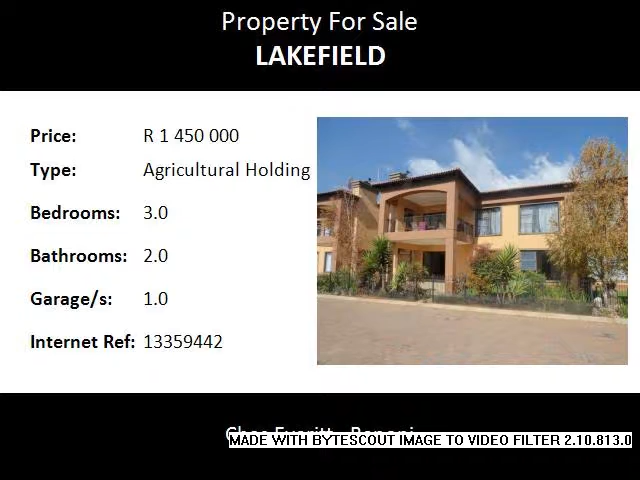 Property For Sale
LAKEFIELD
Price: R 1 450 000
Type: Agricultural Holding
Bedrooms: 3.0
Bathrooms: 2.0
Garage/s: 1.0
Internet Ref: 13359442
MADE WITH BYTESCOUT IMAGE TO VIDEO FILTER 2.10.813.0